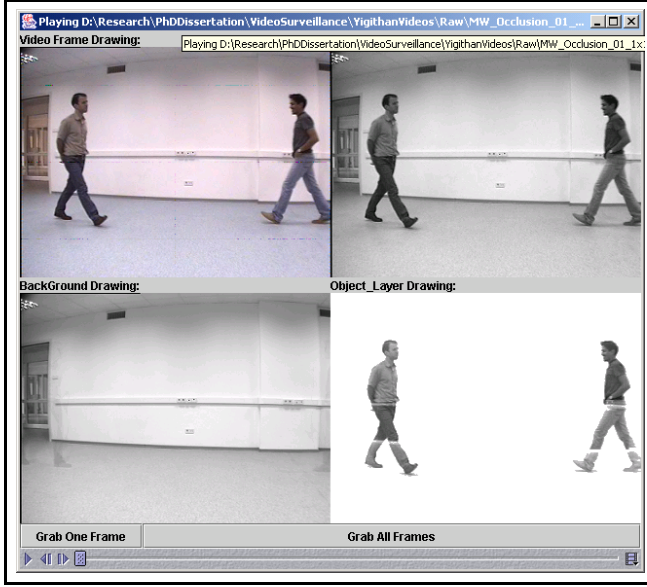 Playing D:\Research\PhDDissertation\VideoSurveillance\YigithanVideos\Raw\MW_Occlusion_01_...
Video Frame Drawing:
Playing D:\Research\PhDDissertation\VideoSurveillance\YigithanVideos\Raw\MW_Occlusion_01_1x1
BackGround Drawing:
Object_Layer Drawing:
Grab One Frame
Grab All Frames